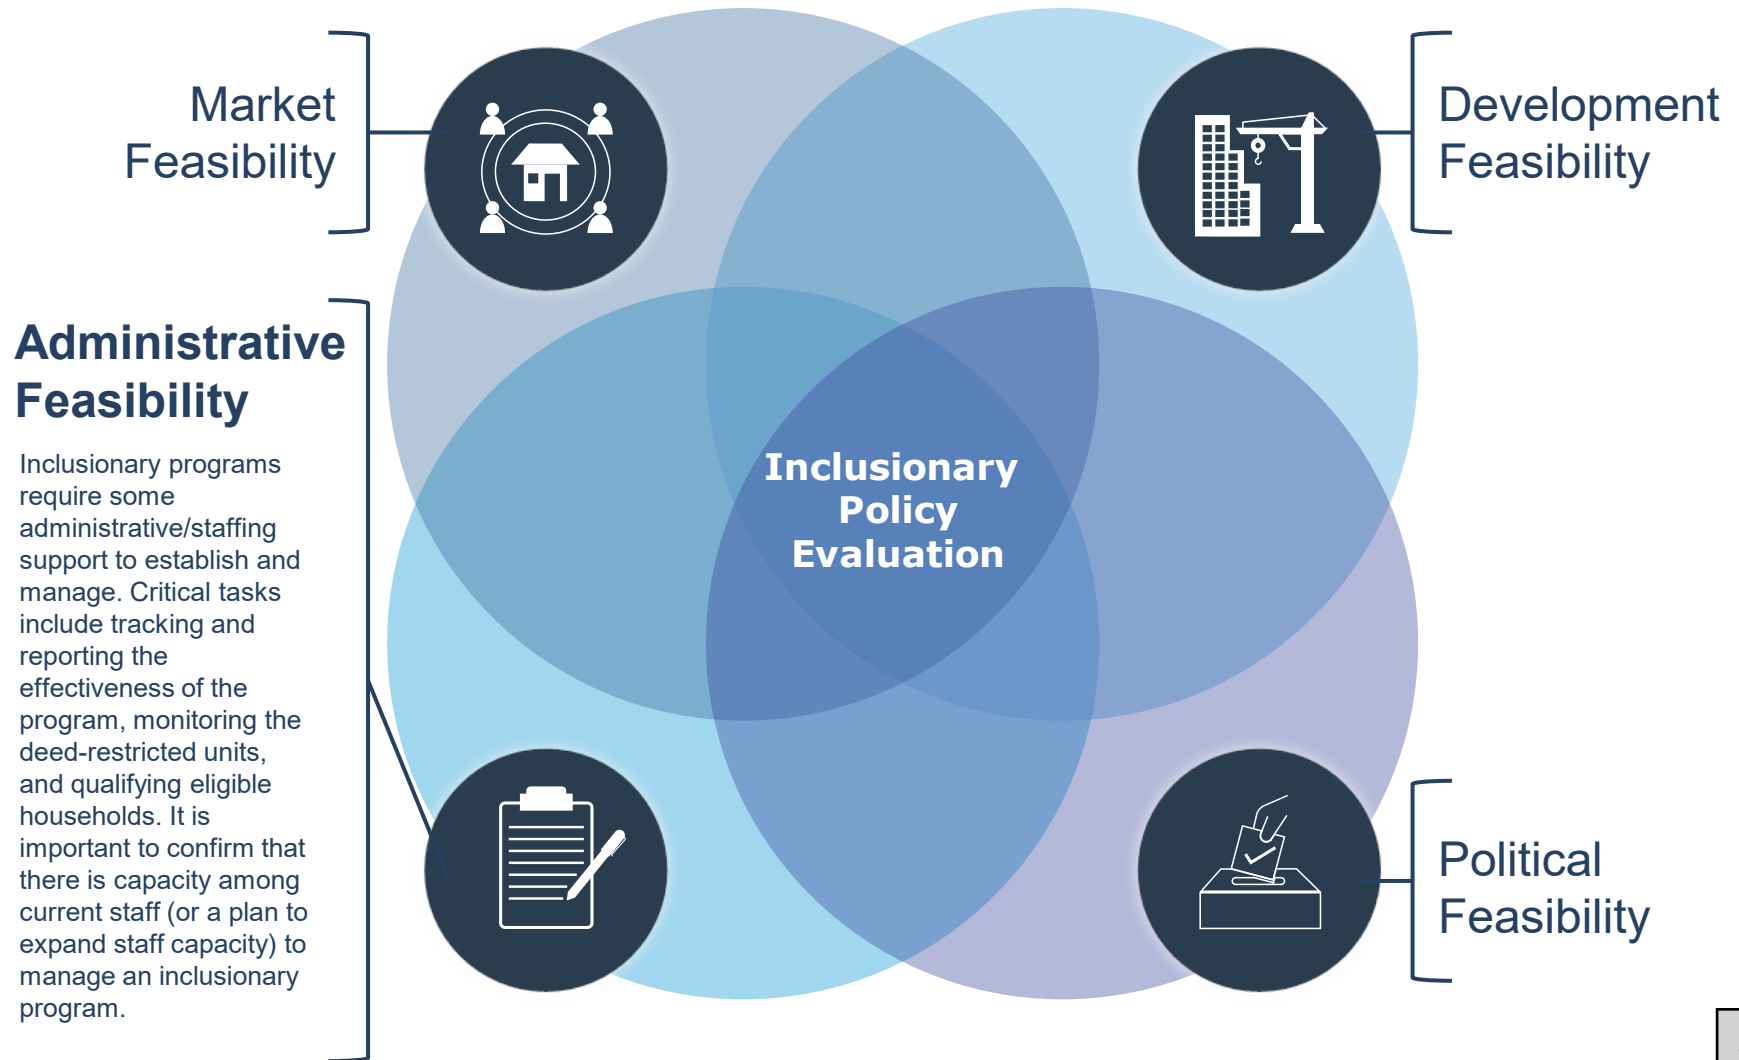 Market
Feasibility
Development
Feasibility
Administrative
Feasibility
Inclusionary programs
require some
administrative/staffing
support to establish and
manage. Critical tasks
include tracking and
reporting the
effectiveness of the
program, monitoring the
deed-restricted units,
and qualifying eligible
households. It is
important to confirm that
there is capacity among
current staff (or a plan to
expand staff capacity) to
manage an inclusionary
program.
Inclusionary
Policy
Evaluation
Political
Feasibility